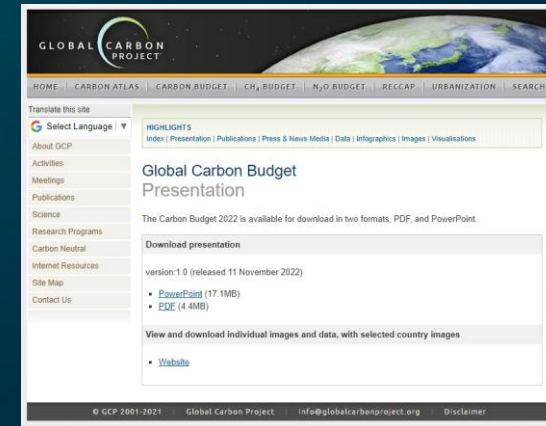 GLOBAL CARBON PROJECT
HOME | CARBON ATLAS | CARBON BUDGET | CH₄ BUDGET | N₂O BUDGET | RECCAP | URBANIZATION | SEARCH
Translate this site
G Select Language ▼
About GCP
Activities
Meetings
Publications
Science
Research Programs
Carbon Neutral
Internet Resources
Site Map
Contact Us
HIGHLIGHTS
Index | Presentation | Publications | Press & News Media | Data | Infographics | Images | Visualisations
Global Carbon Budget
Presentation
The Carbon Budget 2022 is available for download in two formats, PDF, and PowerPoint.
Download presentation
version:1.0 (released 11 November 2022)
PowerPoint (17.1MB)
PDF (4.4MB)
View and download individual images and data, with selected country images
Website
© GCP 2001-2021 | Global Carbon Project | info@globalcarbonproject.org | Disclaimer